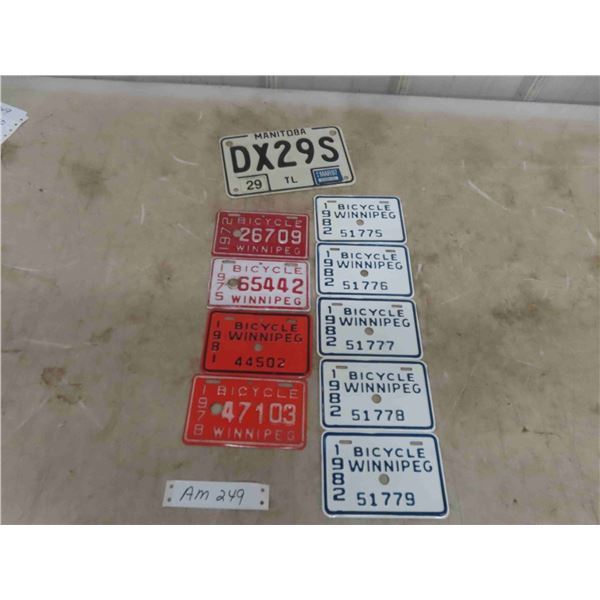 MANITOBA
DX29S
29 TL MAR87
1972 BICYCLE
26709
WINNIPEG
1975 BICYCLE
65442
WINNIPEG
1981 BICYCLE
WINNIPEG
44502
1978 BICYCLE
47103
WINNIPEG
1982 BICYCLE
WINNIPEG
51775
1982 BICYCLE
WINNIPEG
51776
1982 BICYCLE
WINNIPEG
51777
1982 BICYCLE
WINNIPEG
51778
1982 BICYCLE
WINNIPEG
51779
AM 249